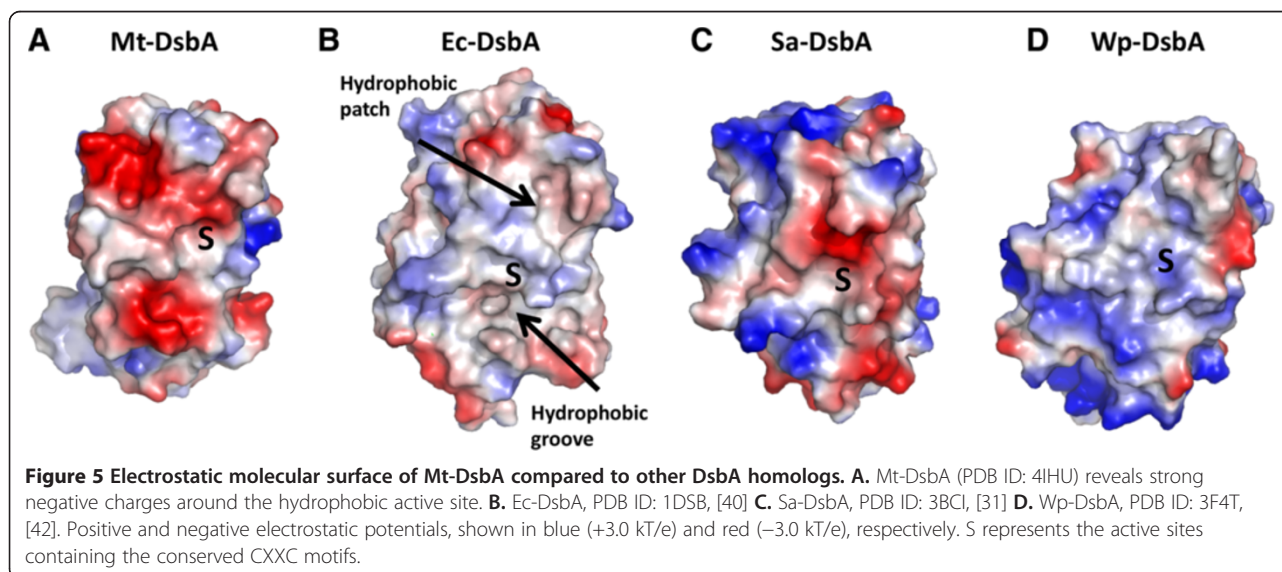 A Mt-DsbA
B Ec-DsbA
C Sa-DsbA
D Wp-DsbA
Hydrophobic
patch
S
S
S
S
Hydrophobic
groove
Figure 5 Electrostatic molecular surface of Mt-DsbA compared to other DsbA homologs. A. Mt-DsbA (PDB ID: 4IHU) reveals strong
negative charges around the hydrophobic active site. B. Ec-DsbA, PDB ID: 1DSB, [40] C. Sa-DsbA, PDB ID: 3BCI, [31] D. Wp-DsbA, PDB ID: 3F4T,
[42]. Positive and negative electrostatic potentials, shown in blue (+3.0 kT/e) and red (−3.0 kT/e), respectively. S represents the active sites
containing the conserved CXXC motifs.